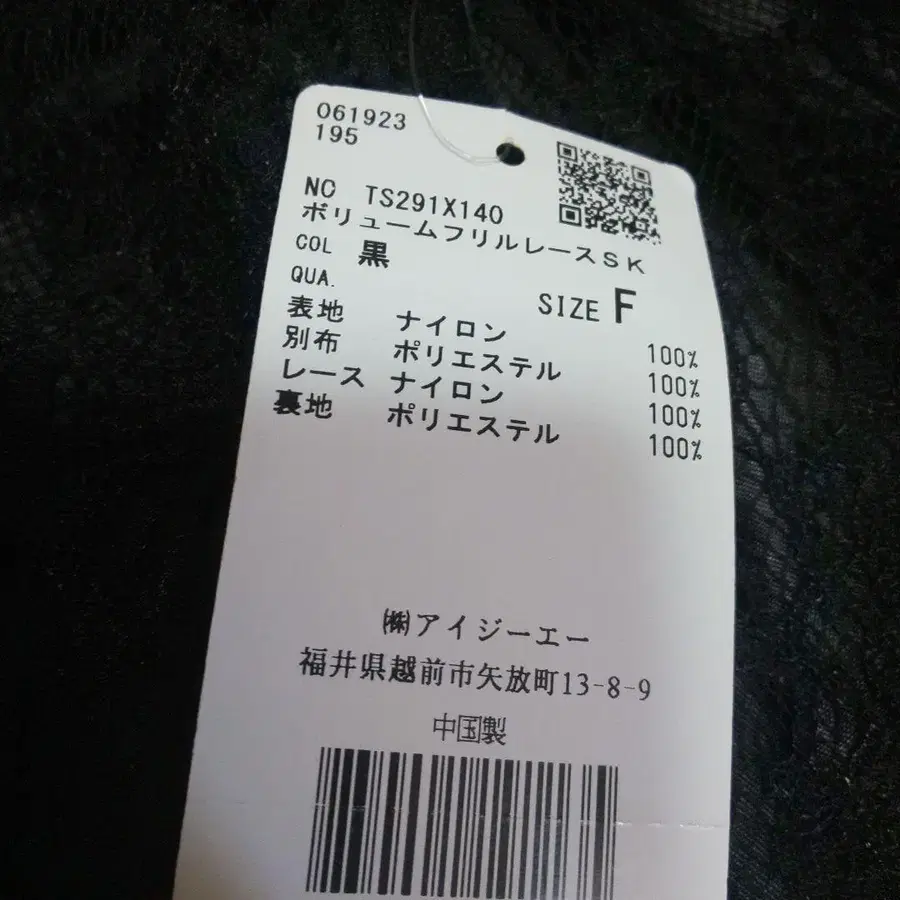 061923
195
NO TS291X140
ボリュームフリルレースSK
COL 黒
QUA. SIZE F
表地 ナイロン 100%
別布 ポリエステル 100%
レース ナイロン 100%
裏地 ポリエステル 100%
㈱アイジーエー
福井県越前市矢放町13-8-9
中国製